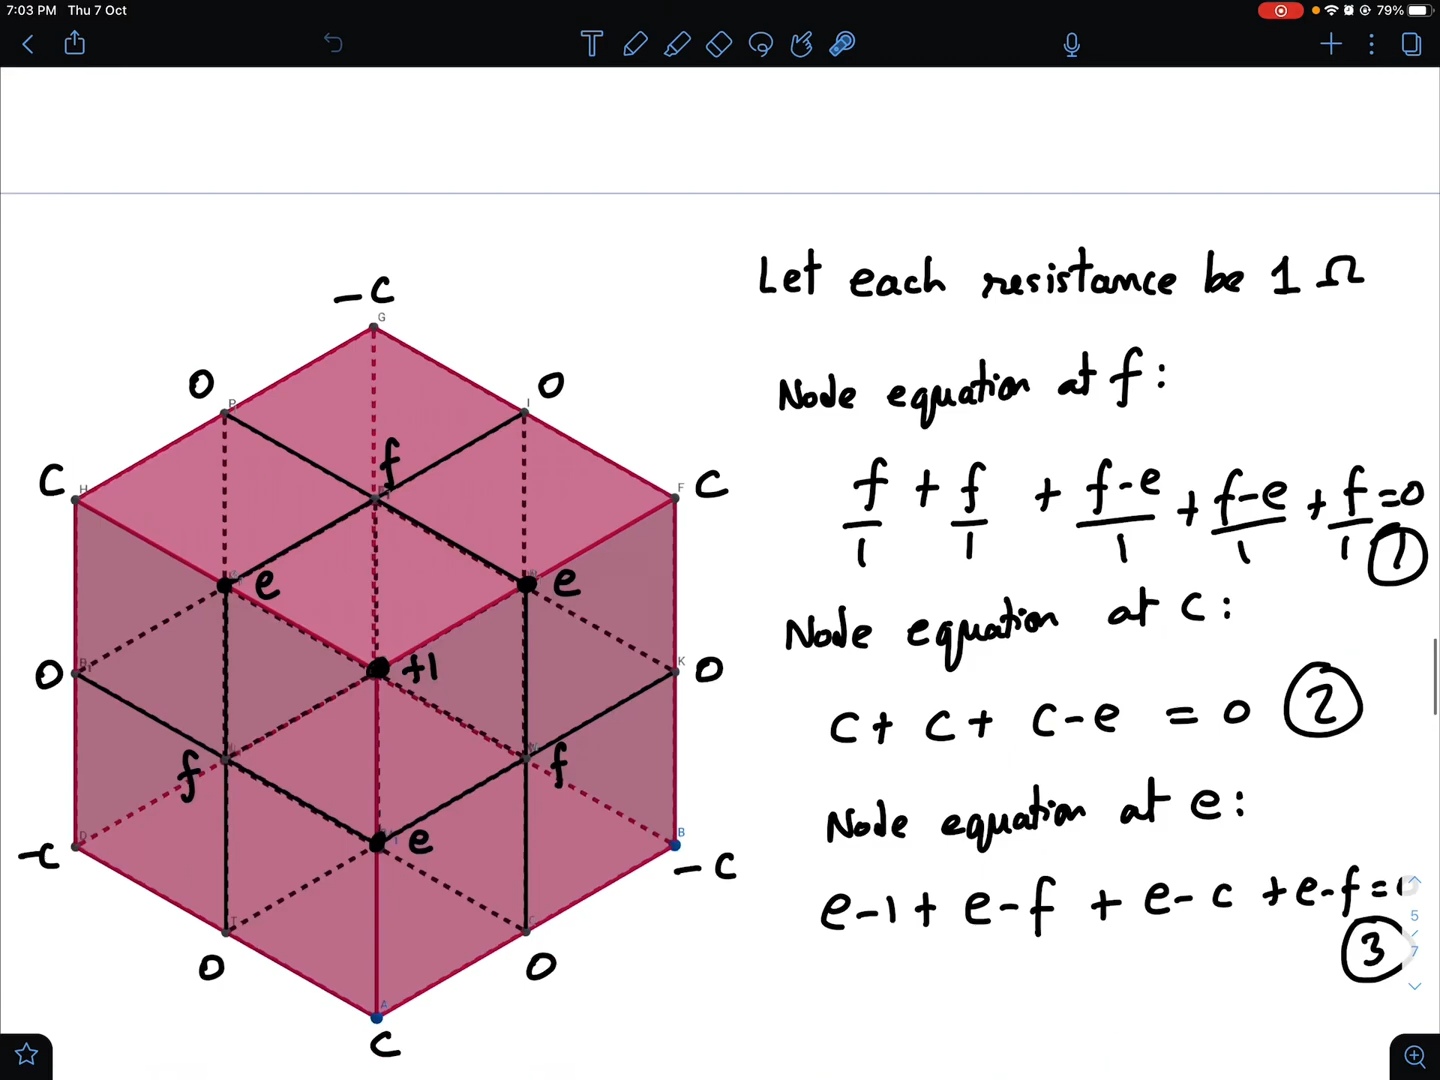 7:03 PM Thu 7 Oct
79%
T
Let each resistance be 1 Ω
Node equation at f:
f/1 + f/1 + f-e/1 + f-e/1 + f/1 = 0 ①
Node equation at c:
c + c + c-e = 0 ②
Node equation at e:
e-1 + e-f + e-c + e-f =
③
-c
G
0
P
0
I
f
C
H
C
F
e
e
0
+1
K
0
f
f
D
-c
e
B
-c
0
0
A
c
5
7